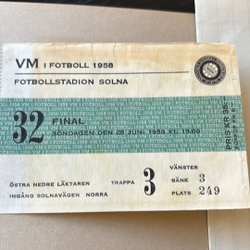 VM I FOTBOLL 1958
FOTBOLLSTADION SOLNA
32 FINAL
SÖNDAGEN DEN 29 JUNI 1958 KL 15.00
ÖSTRA NEDRE LÄKTAREN
INGÅNG SOLNAVÄGEN NORRA
TRAPPA 3
VÄNSTER
BÄNK 3
PLATS 249